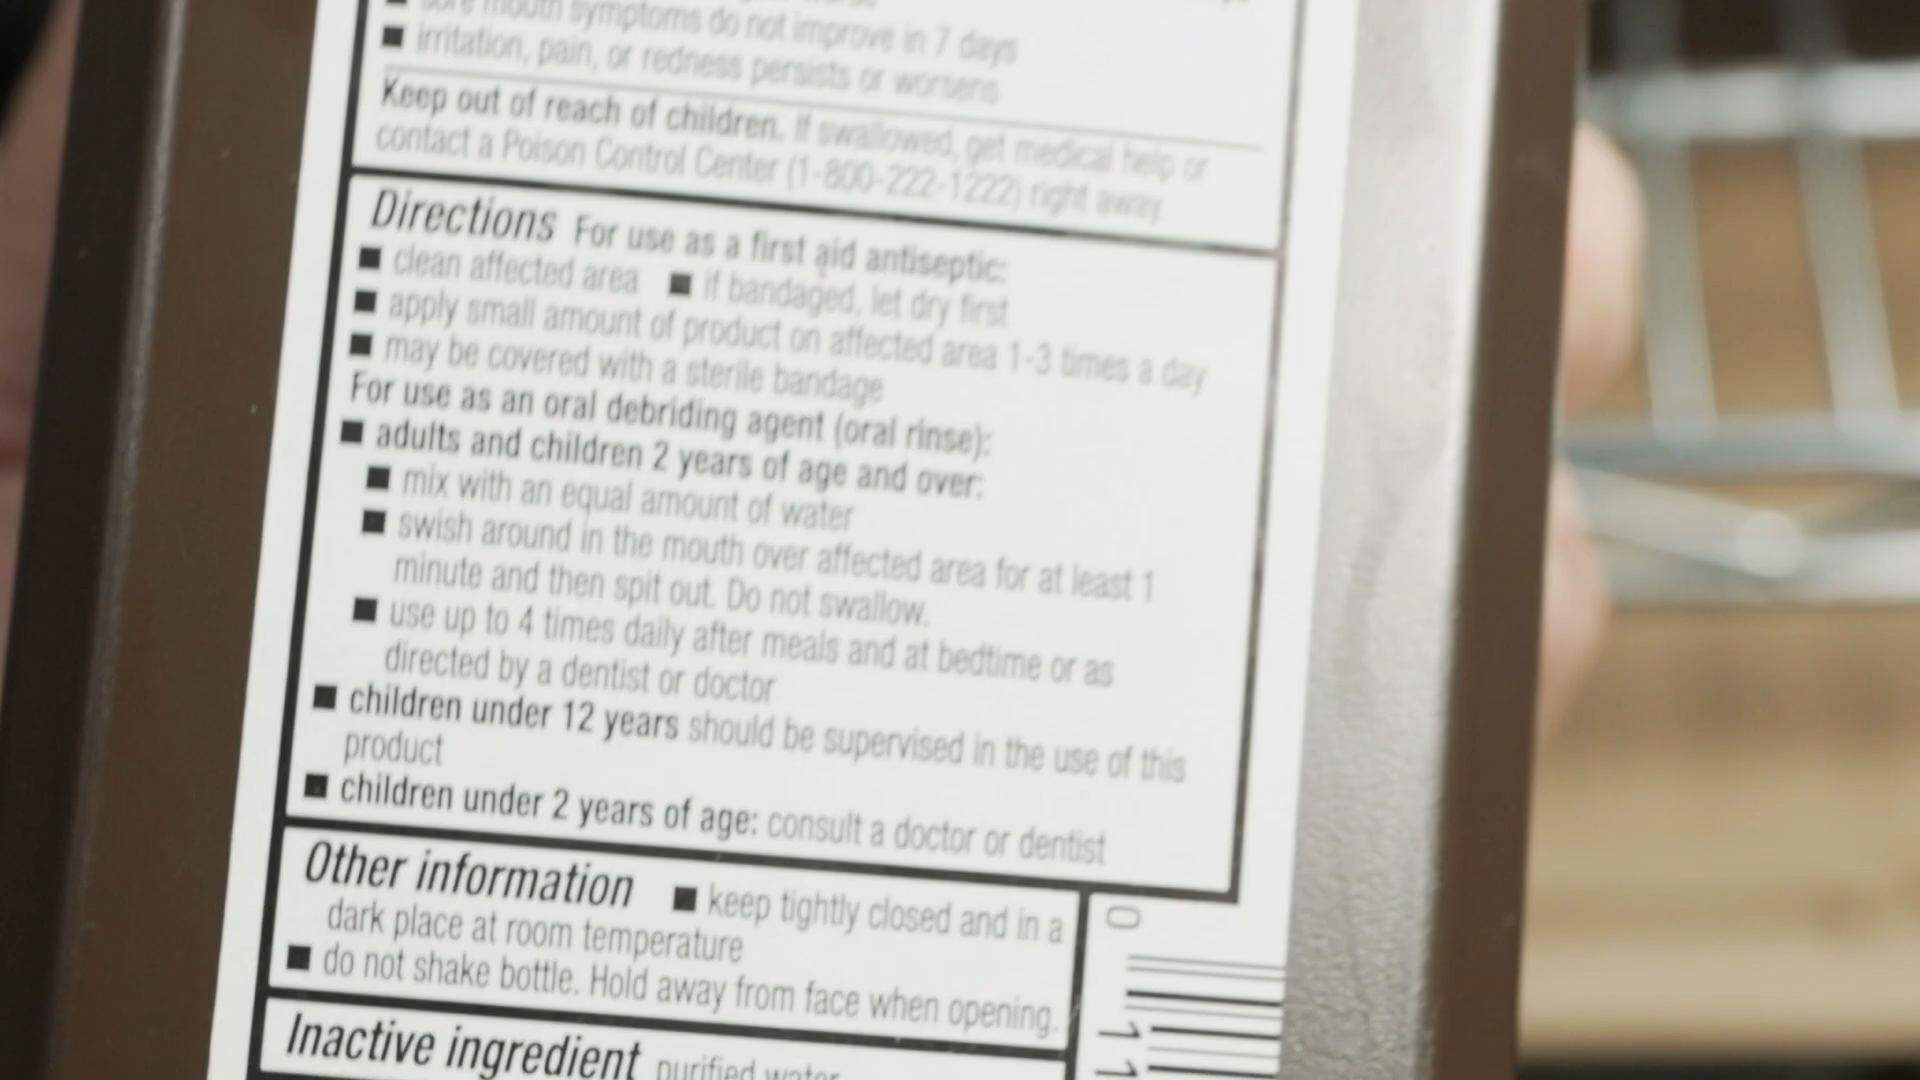 sore mouth symptoms do not improve in 7 days
■ irritation, pain, or redness persists or worsens
Keep out of reach of children. If swallowed, get medical help or
contact a Poison Control Center (1-800-222-1222) right away.
Directions For use as a first aid antiseptic:
■ clean affected area ■ if bandaged, let dry first
■ apply small amount of product on affected area 1-3 times a day
■ may be covered with a sterile bandage
For use as an oral debriding agent (oral rinse):
■ adults and children 2 years of age and over:
■ mix with an equal amount of water
■ swish around in the mouth over affected area for at least 1
minute and then spit out. Do not swallow.
■ use up to 4 times daily after meals and at bedtime or as
directed by a dentist or doctor
■ children under 12 years should be supervised in the use of this
product
■ children under 2 years of age: consult a doctor or dentist
Other information ■ keep tightly closed and in a
dark place at room temperature
■ do not shake bottle. Hold away from face when opening.
Inactive ingredient purified water
0
1 1